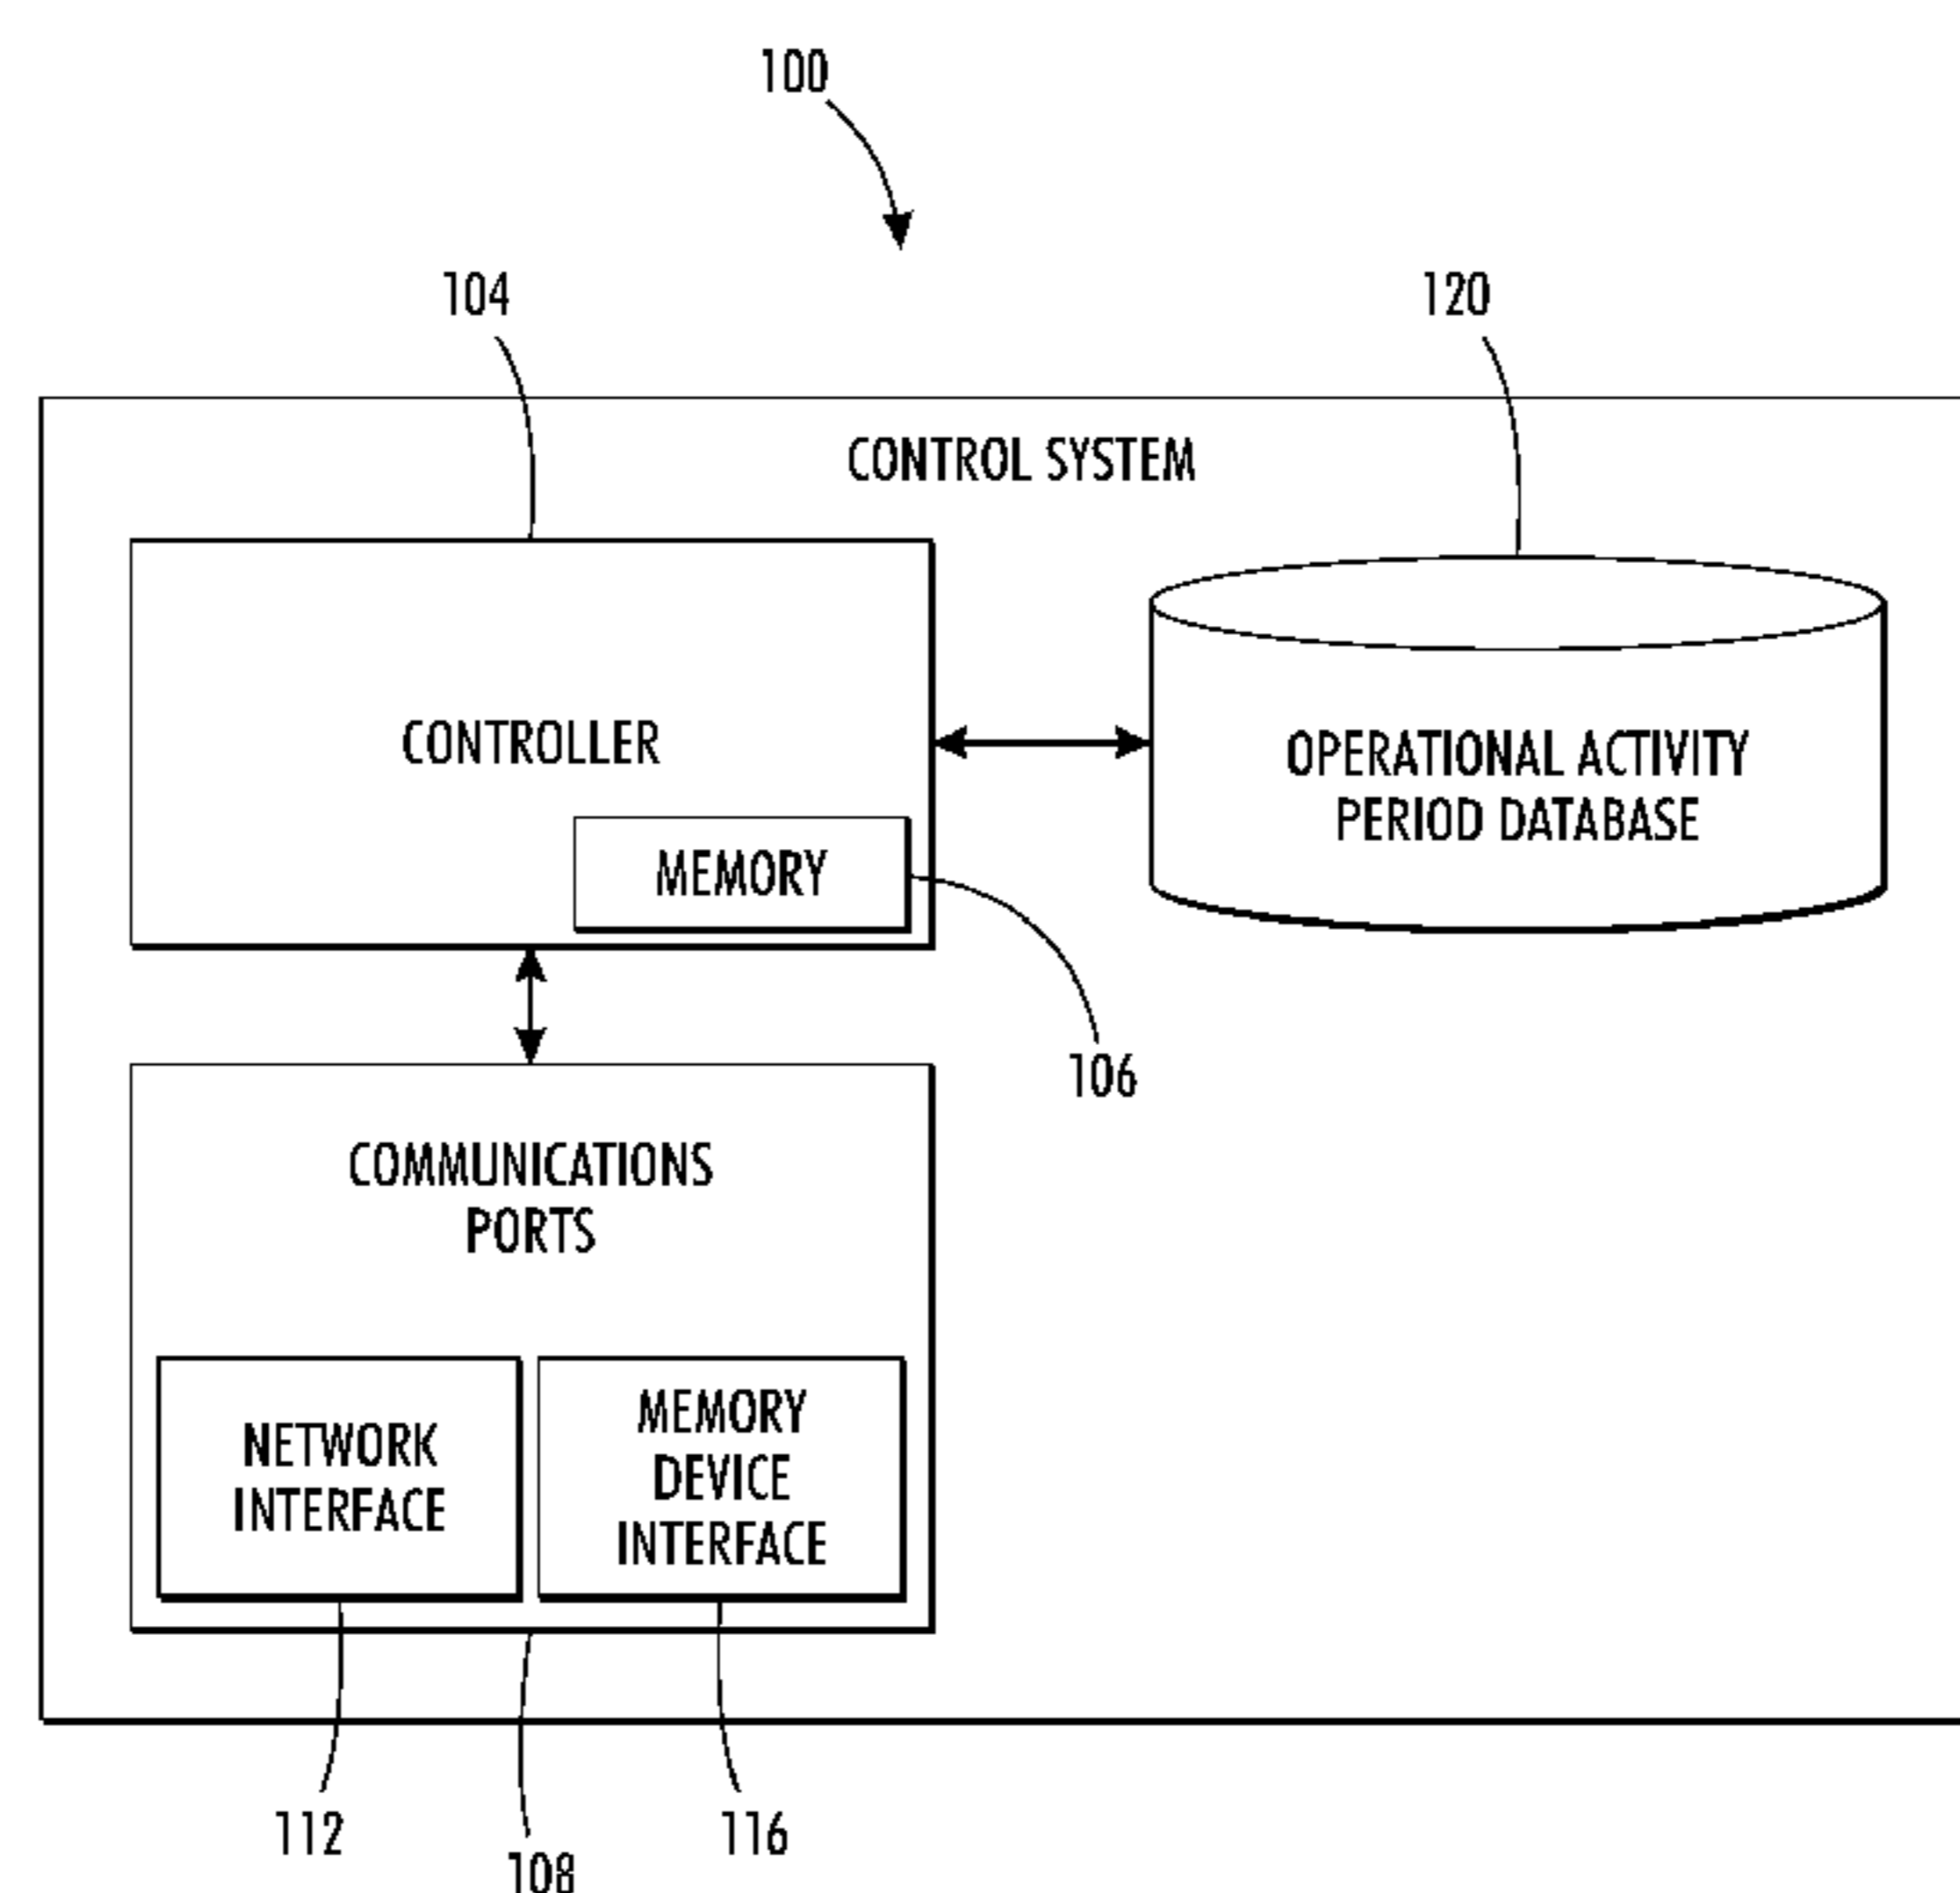 100
104
120
CONTROL SYSTEM
CONTROLLER
OPERATIONAL ACTIVITY
PERIOD DATABASE
MEMORY
106
COMMUNICATIONS
PORTS
NETWORK
INTERFACE
MEMORY
DEVICE
INTERFACE
112
108
116